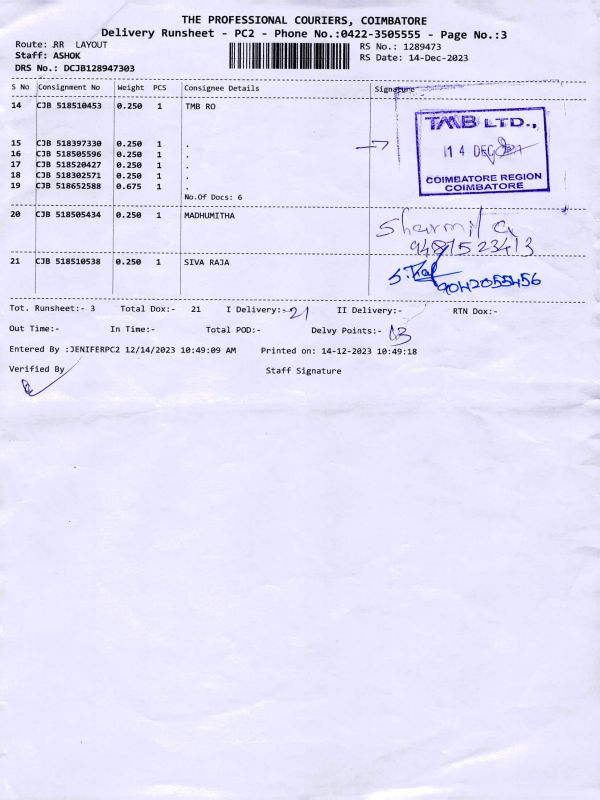 THE PROFESSIONAL COURIERS, COIMBATORE
Delivery Runsheet - PC2 - Phone No.:0422-3505555 - Page No.:3
Route: RR LAYOUT
RS No.: 1289473
Staff: ASHOK
RS Date: 14-Dec-2023
DRS No.: DCJB128947303
S No Consignment No Weight PCS Consignee Details Signature
14 CJB 518510453 0.250 1 TMB RO
TMB LTD.,
14 DEC
COIMBATORE REGION
COIMBATORE
15 CJB 518397330 0.250 1 .
16 CJB 518505596 0.250 1 .
17 CJB 518520427 0.250 1 .
18 CJB 518302571 0.250 1 .
19 CJB 518652588 0.675 1 .
No.Of Docs: 6
20 CJB 518505434 0.250 1 MADHUMITHA
Sharmila
9487523413
21 CJB 518510538 0.250 1 SIVA RAJA
9042055456
Tot. Runsheet:- 3 Total Dox:- 21 I Delivery:- 21 II Delivery:- RTN Dox:-
Out Time:- In Time:- Total POD:- Delvy Points:- 03
Entered By :JENIFERPC2 12/14/2023 10:49:09 AM Printed on: 14-12-2023 10:49:18
Verified By Staff Signature